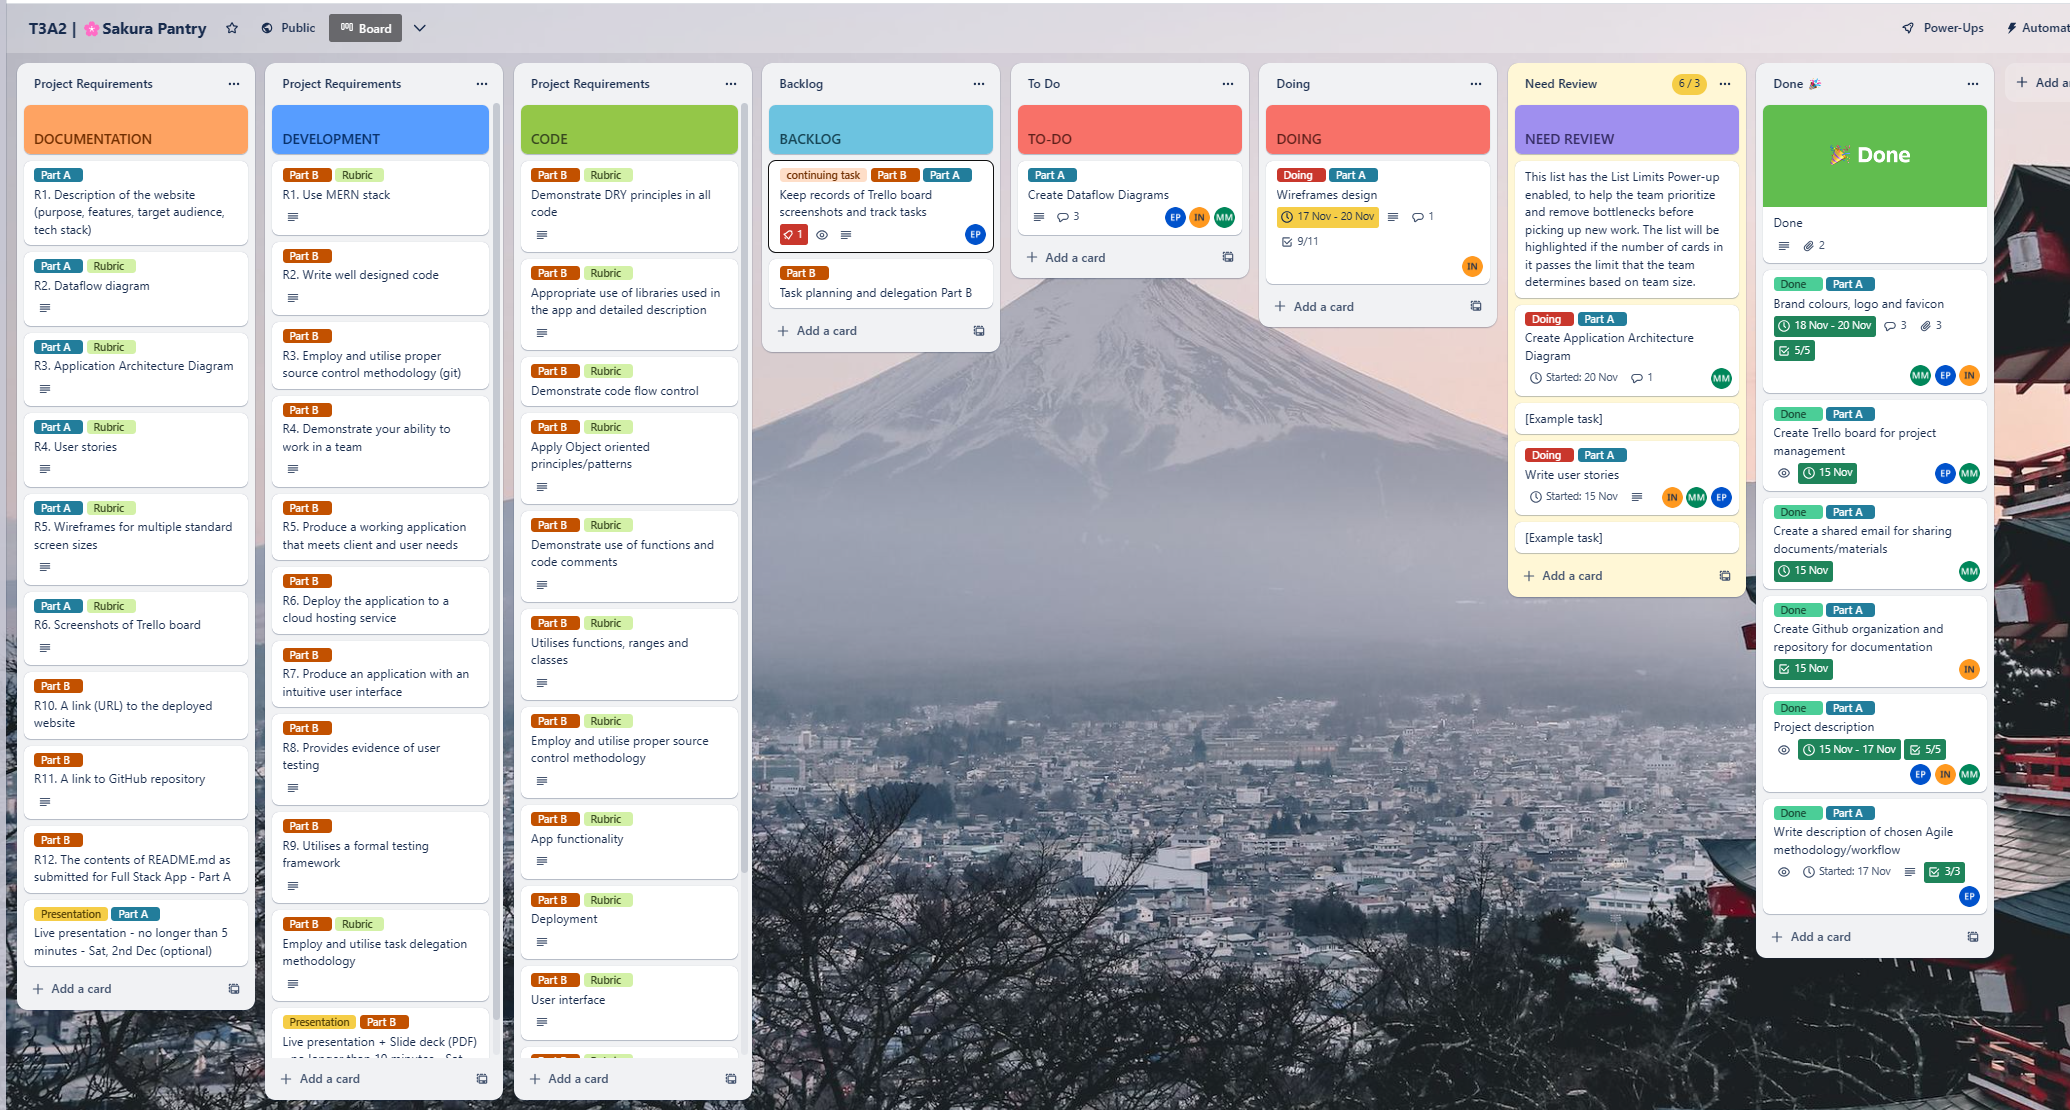 T3A2 | 🌸Sakura Pantry
Public
Board
Power-Ups
Automat
Project Requirements
DOCUMENTATION
Part A
R1. Description of the website
(purpose, features, target audience,
tech stack)
Part A Rubric
R2. Dataflow diagram
Part A Rubric
R3. Application Architecture Diagram
Part A Rubric
R4. User stories
Part A Rubric
R5. Wireframes for multiple standard
screen sizes
Part A Rubric
R6. Screenshots of Trello board
Part B
R10. A link (URL) to the deployed
website
Part B
R11. A link to GitHub repository
Part B
R12. The contents of README.md as
submitted for Full Stack App - Part A
Presentation Part A
Live presentation - no longer than 5
minutes - Sat, 2nd Dec (optional)
+ Add a card
Project Requirements
DEVELOPMENT
Part B Rubric
R1. Use MERN stack
Part B
R2. Write well designed code
Part B
R3. Employ and utilise proper
source control methodology (git)
Part B
R4. Demonstrate your ability to
work in a team
Part B
R5. Produce a working application
that meets client and user needs
Part B
R6. Deploy the application to a
cloud hosting service
Part B
R7. Produce an application with an
intuitive user interface
Part B
R8. Provides evidence of user
testing
Part B
R9. Utilises a formal testing
framework
Part B Rubric
Employ and utilise task delegation
methodology
Presentation Part B
Live presentation + Slide deck (PDF)
- no longer than 10 minutes - Sat
+ Add a card
Project Requirements
CODE
Part B Rubric
Demonstrate DRY principles in all
code
Part B Rubric
Appropriate use of libraries used in
the app and detailed description
Part B Rubric
Demonstrate code flow control
Part B Rubric
Apply Object oriented
principles/patterns
Part B Rubric
Demonstrate use of functions and
code comments
Part B Rubric
Utilises functions, ranges and
classes
Part B Rubric
Employ and utilise proper source
control methodology
Part B Rubric
App functionality
Part B Rubric
Deployment
Part B Rubric
User interface
+ Add a card
Backlog
BACKLOG
continuing task Part B Part A
Keep records of Trello board
screenshots and track tasks
1
EP
Part B
Task planning and delegation Part B
+ Add a card
To Do
TO-DO
Part A
Create Dataflow Diagrams
3
EP IN MM
+ Add a card
Doing
DOING
Doing Part A
Wireframes design
17 Nov - 20 Nov 1
9/11
IN
+ Add a card
Need Review 6 / 3
NEED REVIEW
This list has the List Limits Power-up
enabled, to help the team prioritize
and remove bottlenecks before
picking up new work. The list will be
highlighted if the number of cards in
it passes the limit that the team
determines based on team size.
Doing Part A
Create Application Architecture
Diagram
Started: 20 Nov 1
MM
[Example task]
Doing Part A
Write user stories
Started: 15 Nov
IN MM EP
[Example task]
+ Add a card
Done 🎉
🎉 Done
Done
2
Done Part A
Brand colours, logo and favicon
18 Nov - 20 Nov 3 3
5/5
MM EP IN
Done Part A
Create Trello board for project
management
15 Nov
EP MM
Done Part A
Create a shared email for sharing
documents/materials
15 Nov
MM
Done Part A
Create Github organization and
repository for documentation
15 Nov
IN
Done Part A
Project description
15 Nov - 17 Nov 5/5
EP IN MM
Done Part A
Write description of chosen Agile
methodology/workflow
Started: 17 Nov 3/3
EP
+ Add a card
+ Add a